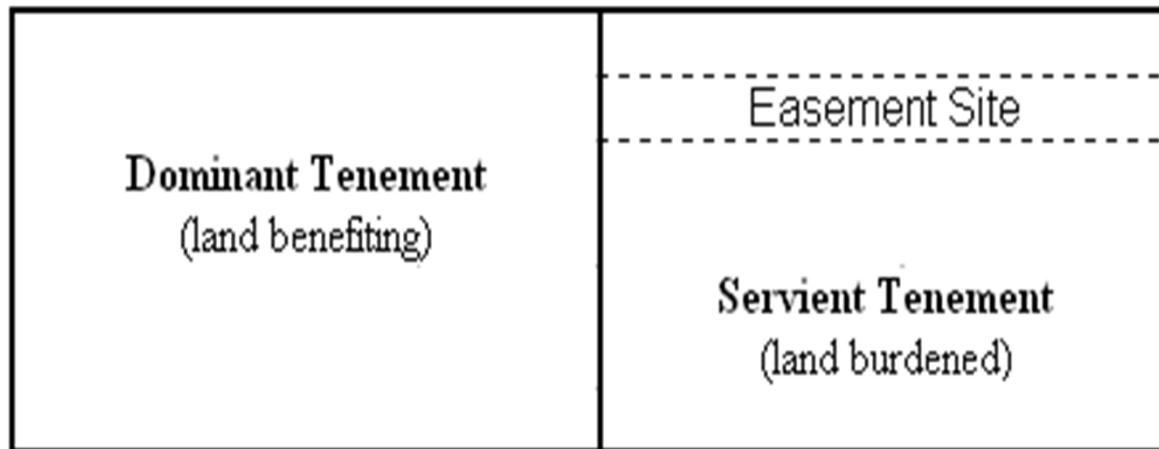 Dominant Tenement
(land benefiting)
Easement Site
Servient Tenement
(land burdened)